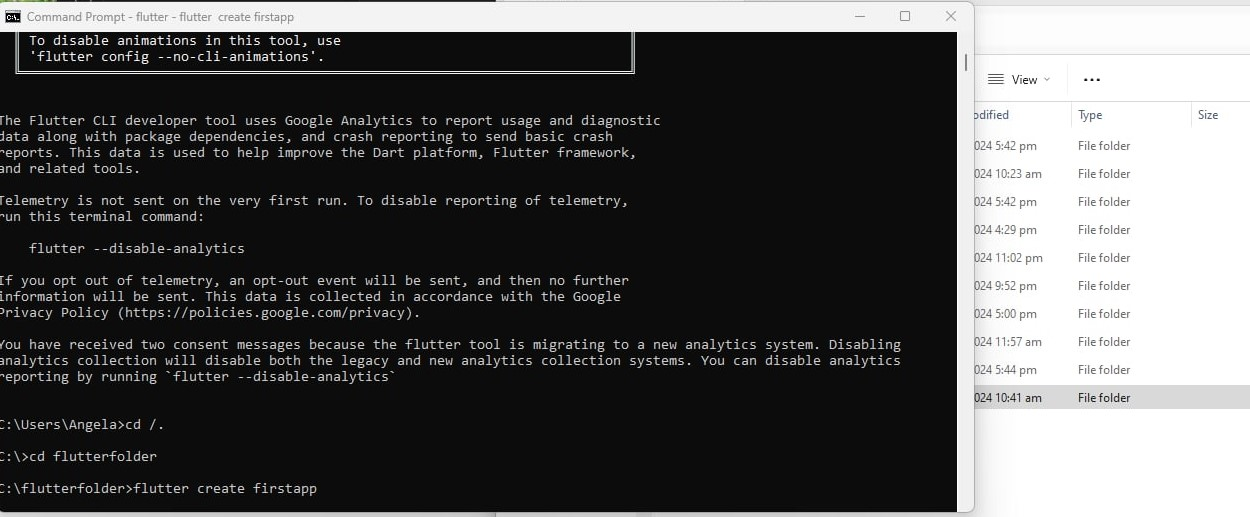 Command Prompt - flutter - flutter create firstapp
To disable animations in this tool, use
'flutter config --no-cli-animations'.
The Flutter CLI developer tool uses Google Analytics to report usage and diagnostic
data along with package dependencies, and crash reporting to send basic crash
reports. This data is used to help improve the Dart platform, Flutter framework,
and related tools.
Telemetry is not sent on the very first run. To disable reporting of telemetry,
run this terminal command:
flutter --disable-analytics
If you opt out of telemetry, an opt-out event will be sent, and then no further
information will be sent. This data is collected in accordance with the Google
Privacy Policy (https://policies.google.com/privacy).
You have received two consent messages because the flutter tool is migrating to a new analytics system. Disabling
analytics collection will disable both the legacy and new analytics collection systems. You can disable analytics
reporting by running `flutter --disable-analytics`
C:\Users\Angela>cd /.
C:\>cd flutterfolder
C:\flutterfolder>flutter create firstapp
View
odified Type Size
024 5:42 pm File folder
024 10:23 am File folder
024 5:42 pm File folder
024 4:29 pm File folder
024 11:02 pm File folder
024 9:52 pm File folder
024 5:00 pm File folder
024 11:57 am File folder
024 5:44 pm File folder
024 10:41 am File folder